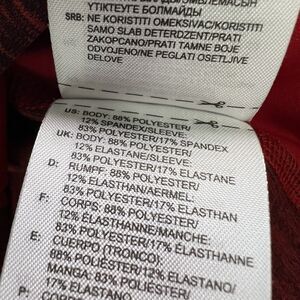 ҮТІКТЕУГЕ БОЛМАЙДЫ
SRB: NE KORISTITI OMEKSIVAC/KORISTITI
SAMO SLAB DETERDZENT/PRATI
ZAKOPCANO/PRATI TAMNE BOJE
ODVOJENO/NE PEGLATI OSETLJIVE
DELOVE
US: BODY: 88% POLYESTER/
12% SPANDEX/SLEEVE:
83% POLYESTER/17% SPANDEX
UK: BODY: 88% POLYESTER/
12% ELASTANE/SLEEVE:
83% POLYESTER/17% ELASTANE
D: RUMPF: 88% POLYESTER/
12% ELASTHAN/AERMEL:
83% POLYESTER/17% ELASTHAN
F: CORPS: 88% POLYESTER/
12% ÉLASTHANNE/MANCHE:
83% POLYESTER/17% ÉLASTHANNE
E: CUERPO (TRONCO):
88% POLIÉSTER/12% ELASTANO/
MANGA: 83% POLIÉSTER/
17% ELASTANO